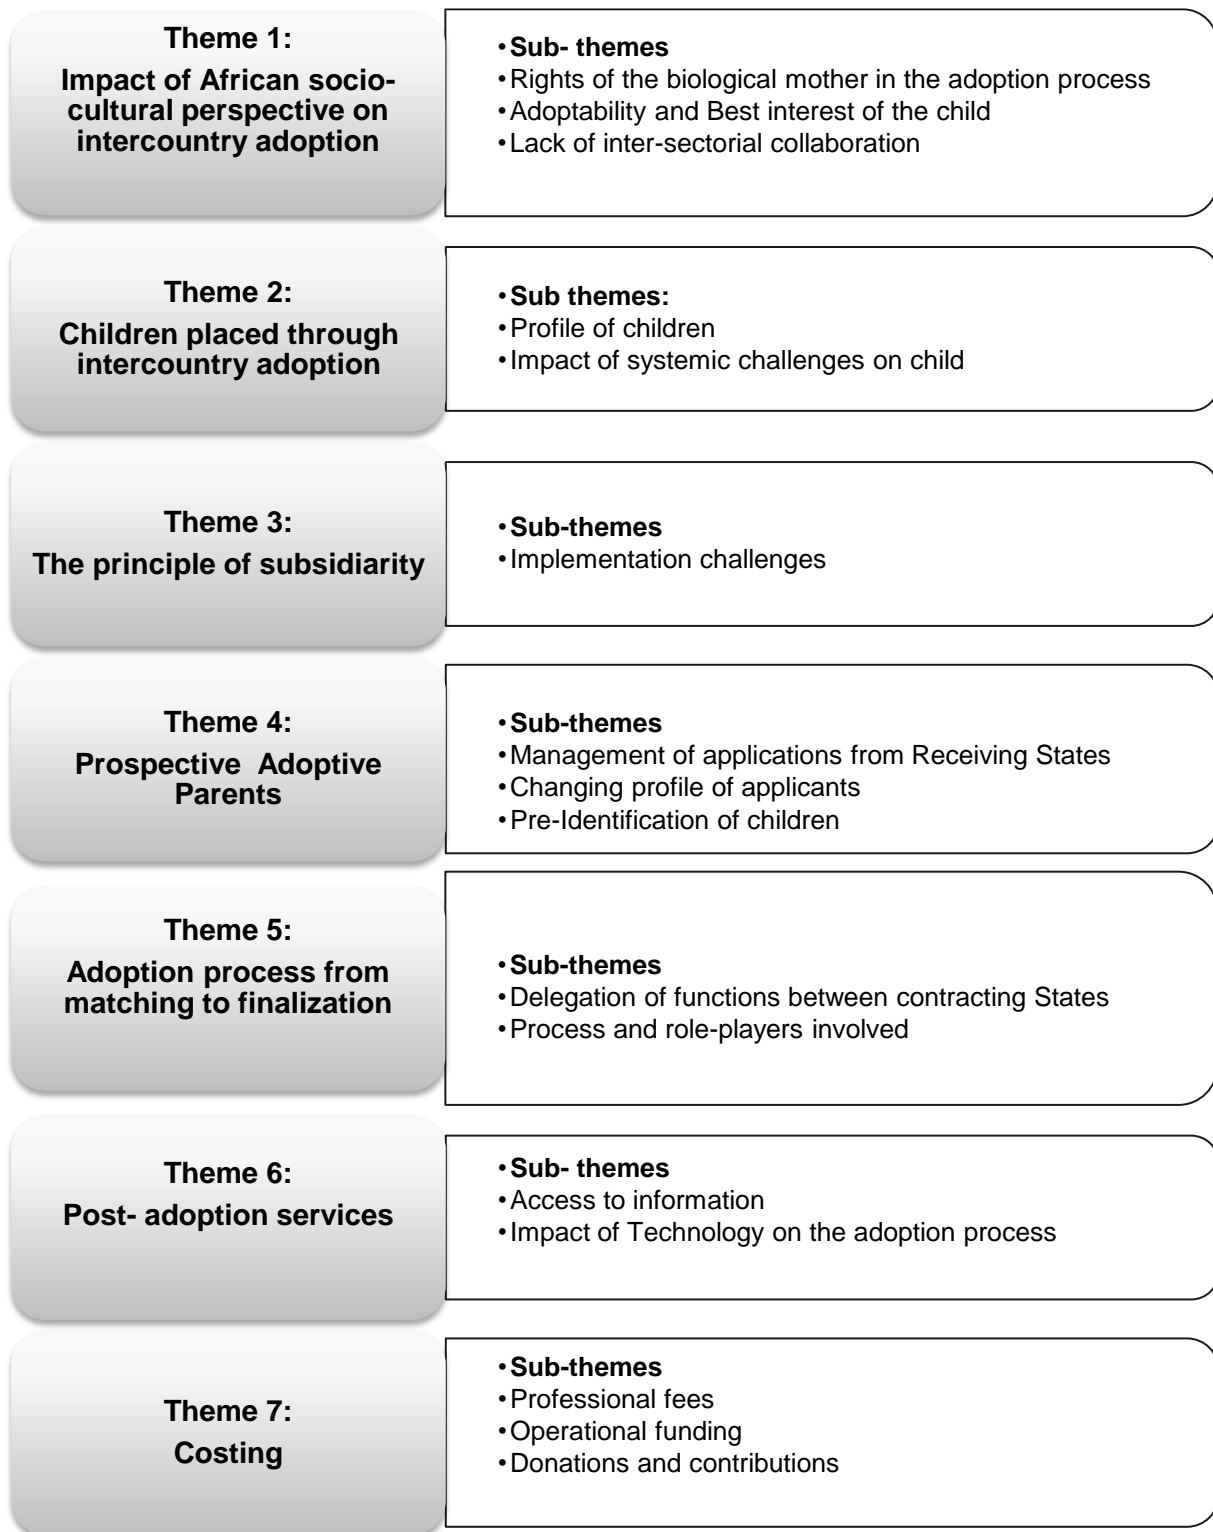 Theme 1:
Impact of African socio-
cultural perspective on
intercountry adoption
•Sub- themes
•Rights of the biological mother in the adoption process
•Adoptability and Best interest of the child
•Lack of inter-sectorial collaboration
Theme 2:
Children placed through
intercountry adoption
•Sub themes:
•Profile of children
•Impact of systemic challenges on child
Theme 3:
The principle of subsidiarity
•Sub-themes
•Implementation challenges
Theme 4:
Prospective  Adoptive
Parents
•Sub-themes
•Management of applications from Receiving States
•Changing profile of applicants
•Pre-Identification of children
Theme 5:
Adoption process from
matching to finalization
•Sub-themes
•Delegation of functions between contracting States
•Process and role-players involved
Theme 6:
Post- adoption services
•Sub- themes
•Access to information
•Impact of Technology on the adoption process
Theme 7:
Costing
•Sub-themes
•Professional fees
•Operational funding
•Donations and contributions